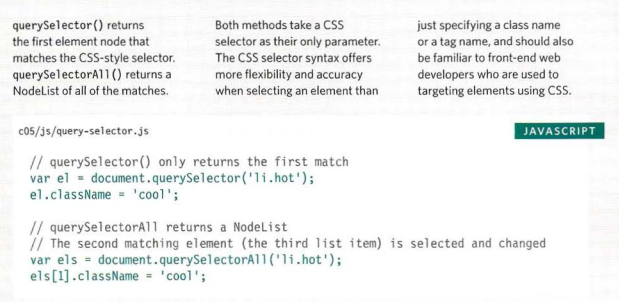 querySelector() returns
the first element node that
matches the CSS-style selector.
querySelectorAll() returns a
NodeList of all of the matches.
Both methods take a CSS
selector as their only parameter.
The CSS selector syntax offers
more flexibility and accuracy
when selecting an element than
just specifying a class name
or a tag name, and should also
be familiar to front-end web
developers who are used to
targeting elements using CSS.
c05/js/query-selector.js
JAVASCRIPT
// querySelector() only returns the first match
var el = document.querySelector('li.hot');
el.className = 'cool';
// querySelectorAll returns a NodeList
// The second matching element (the third list item) is selected and changed
var els = document.querySelectorAll('li.hot');
els[1].className = 'cool';